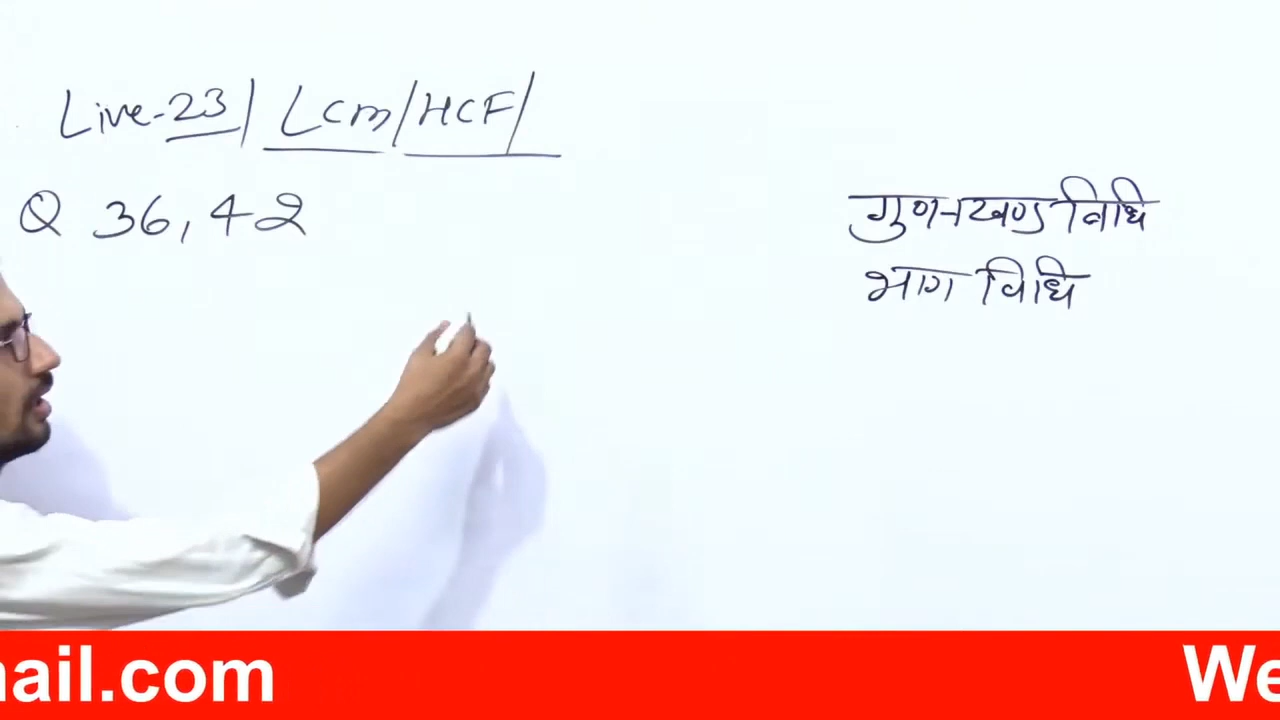 Live-23/ LCM/HCF/
Q 36,42
गुणनखण्ड विधि
भाग विधि
ail.com
We